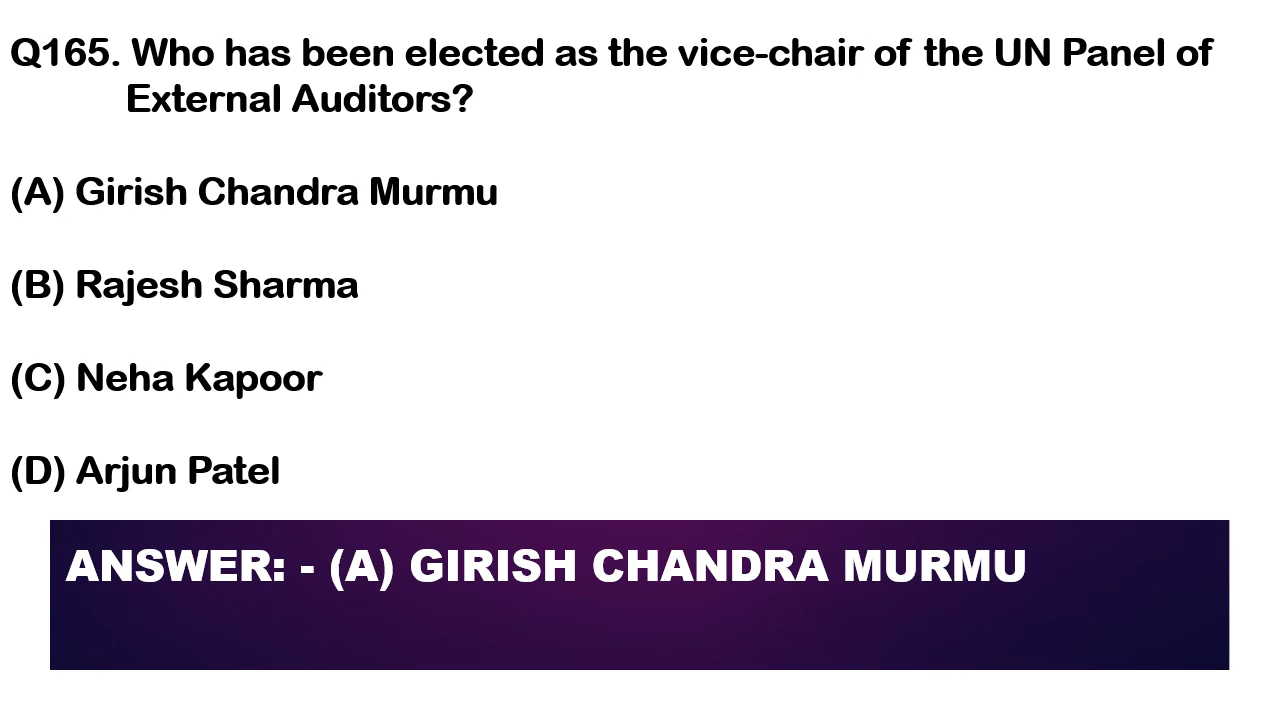 Q165. Who has been elected as the vice-chair of the UN Panel of
External Auditors?
(A) Girish Chandra Murmu
(B) Rajesh Sharma
(C) Neha Kapoor
(D) Arjun Patel
ANSWER: - (A) GIRISH CHANDRA MURMU